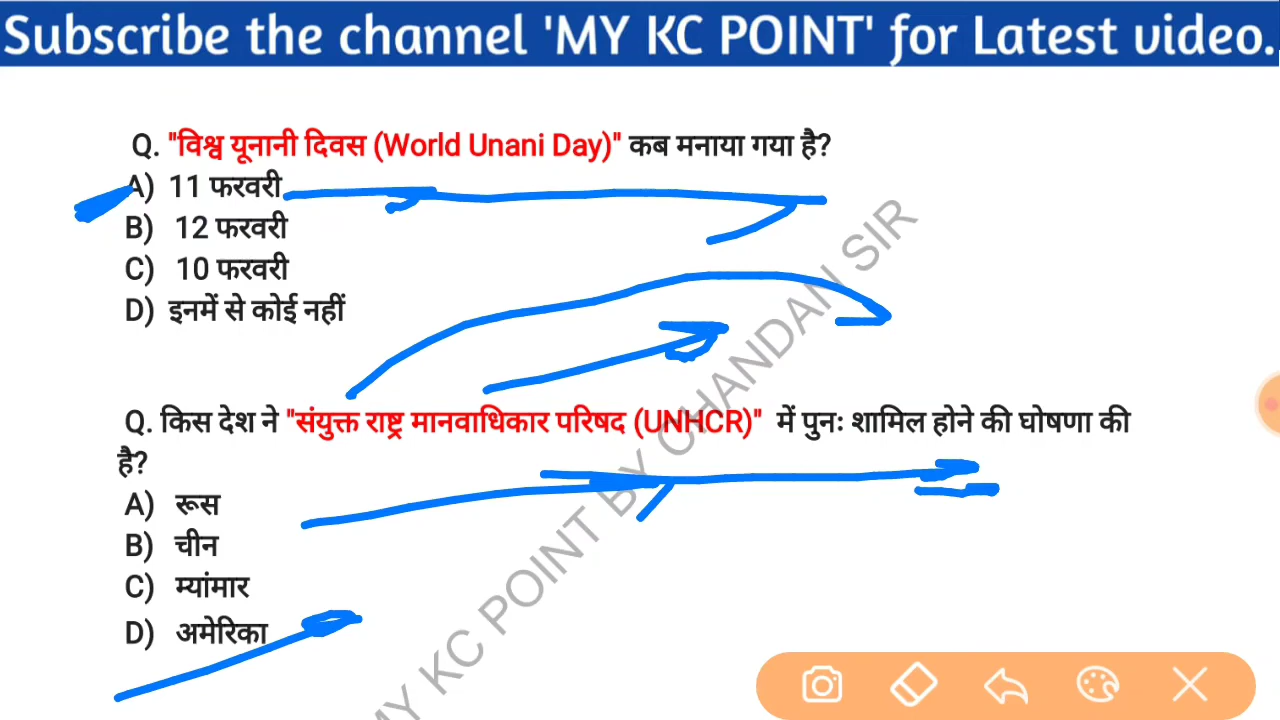 Subscribe the channel 'MY KC POINT' for Latest video.
Q. "विश्व यूनानी दिवस (World Unani Day)" कब मनाया गया है?
A) 11 फरवरी
B) 12 फरवरी
C) 10 फरवरी
D) इनमें से कोई नहीं
Q. किस देश ने "संयुक्त राष्ट्र मानवाधिकार परिषद (UNHCR)" में पुनः शामिल होने की घोषणा की
है?
A) रूस
B) चीन
C) म्यांमार
D) अमेरिका
MY KC POINT BY CHANDAN SIR